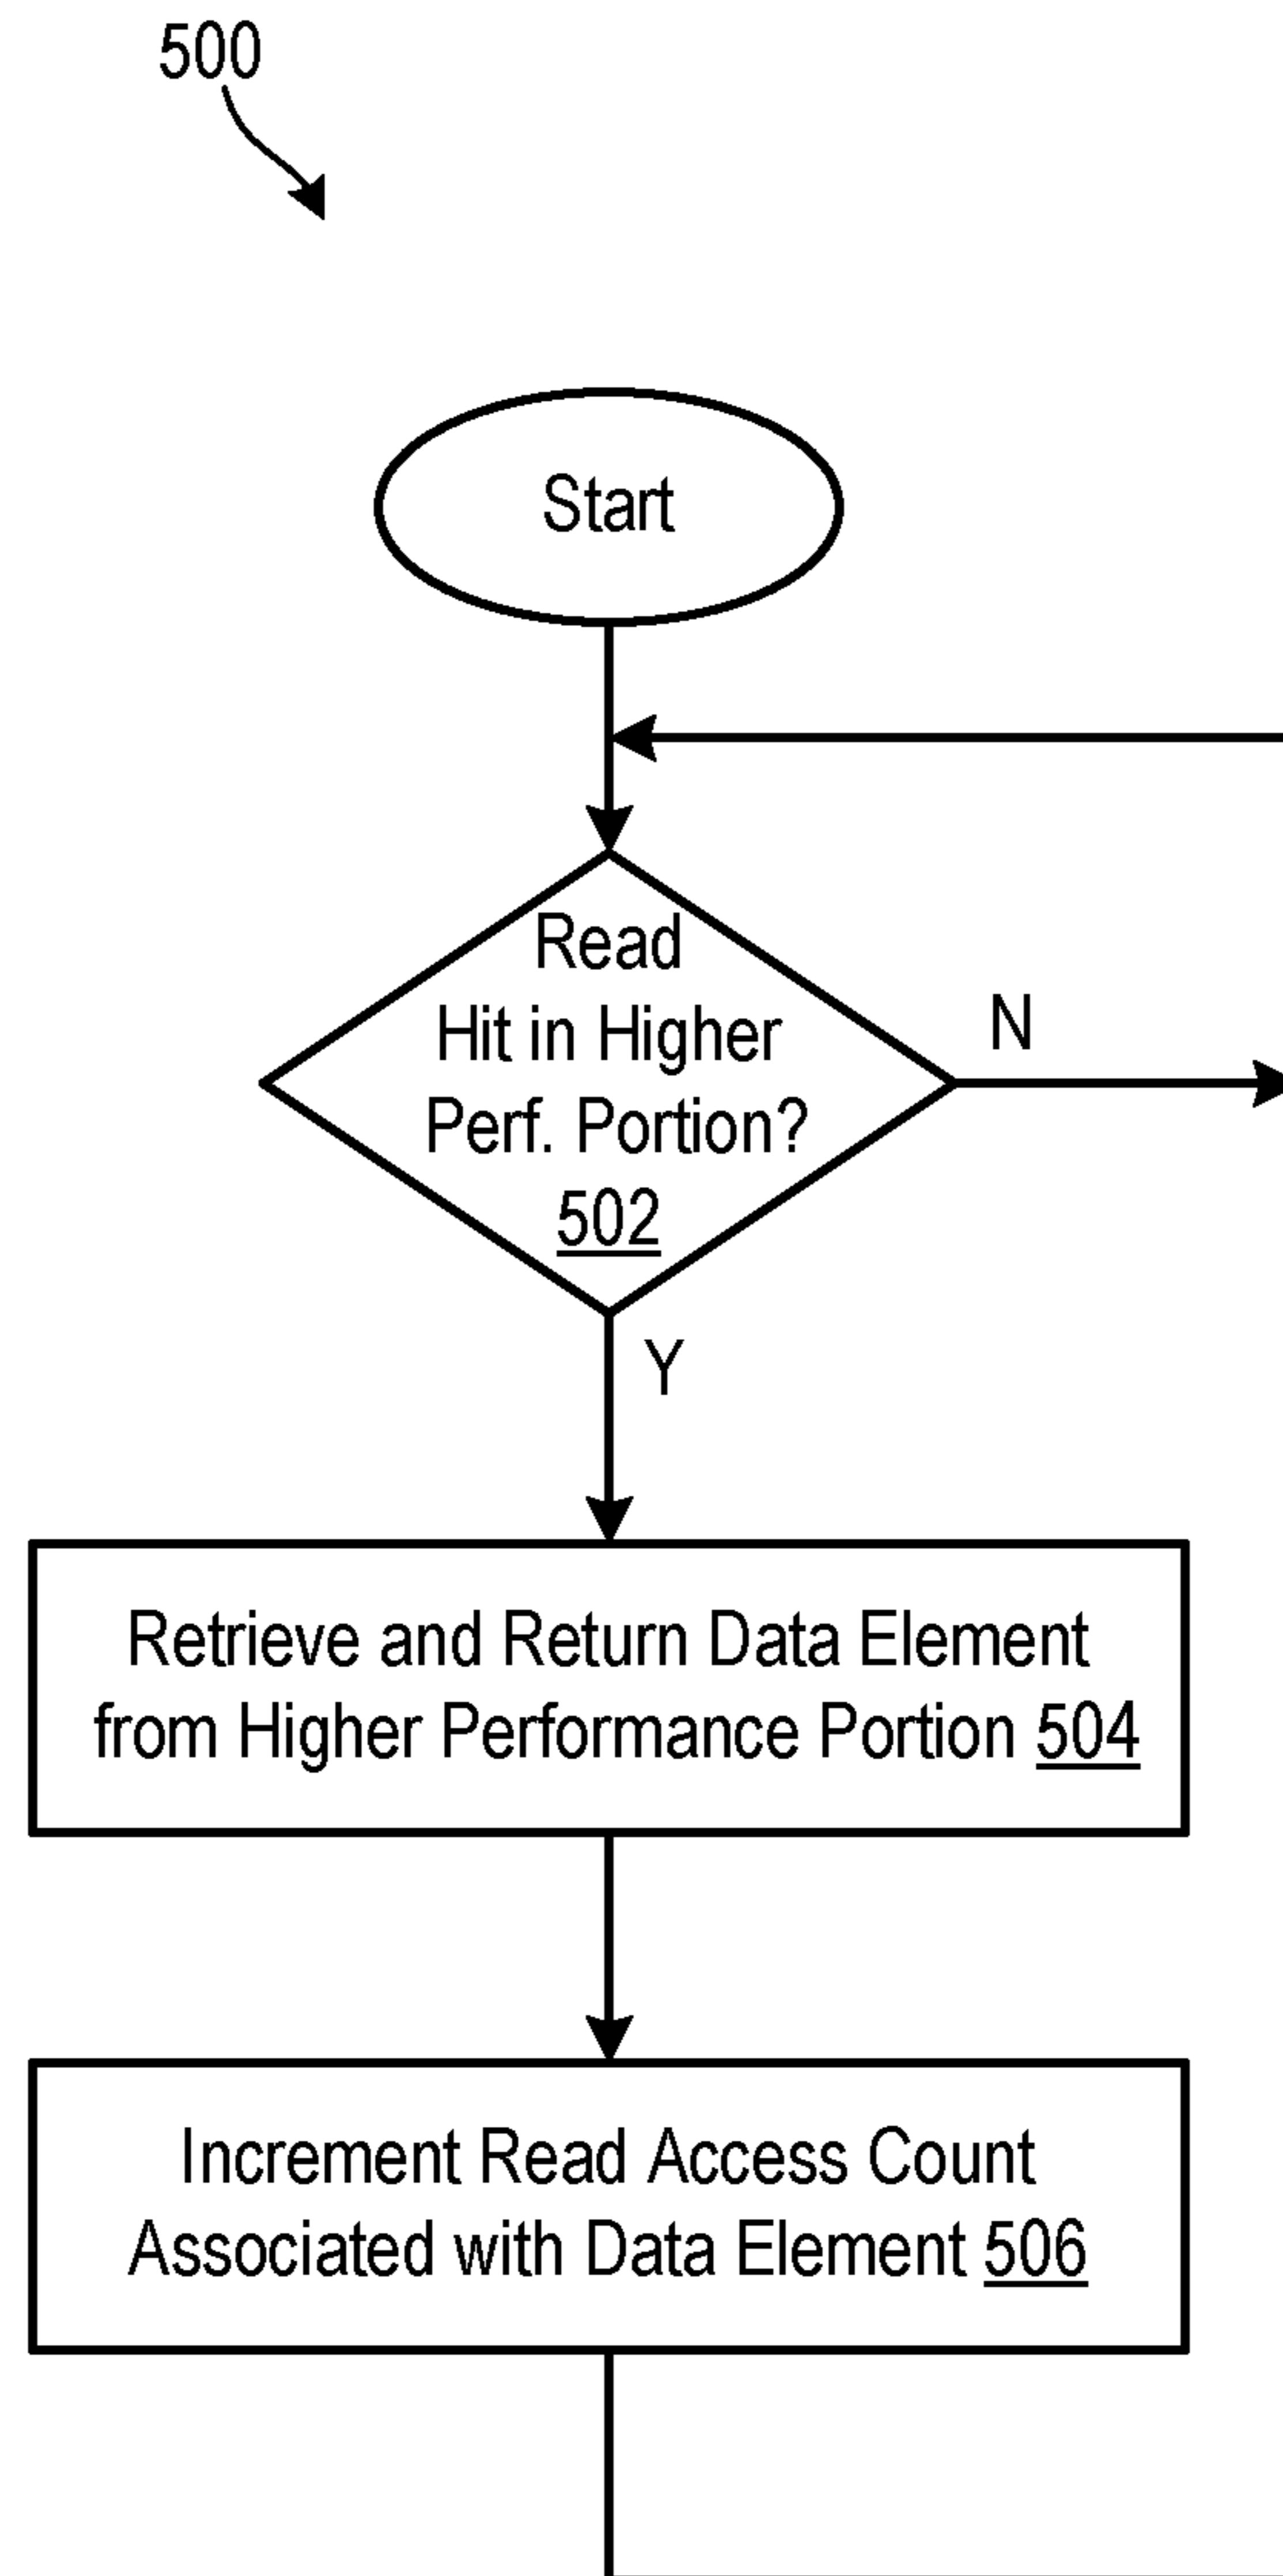 500
Start
Read
Hit in Higher
Perf. Portion?
502
N
Y
Retrieve and Return Data Element
from Higher Performance Portion 504
Increment Read Access Count
Associated with Data Element 506